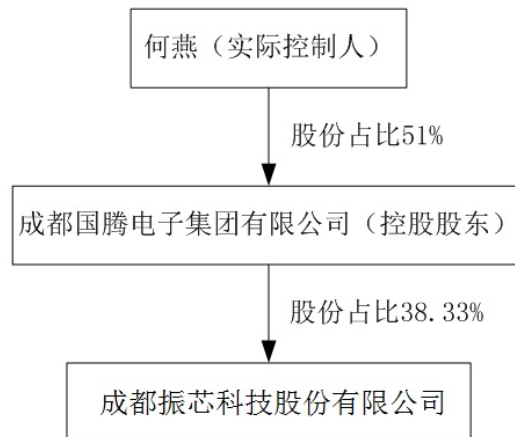 何燕（实际控制人）
股份占比51%
成都国腾电子集团有限公司（控股股东）
股份占比38.33%
成都振芯科技股份有限公司